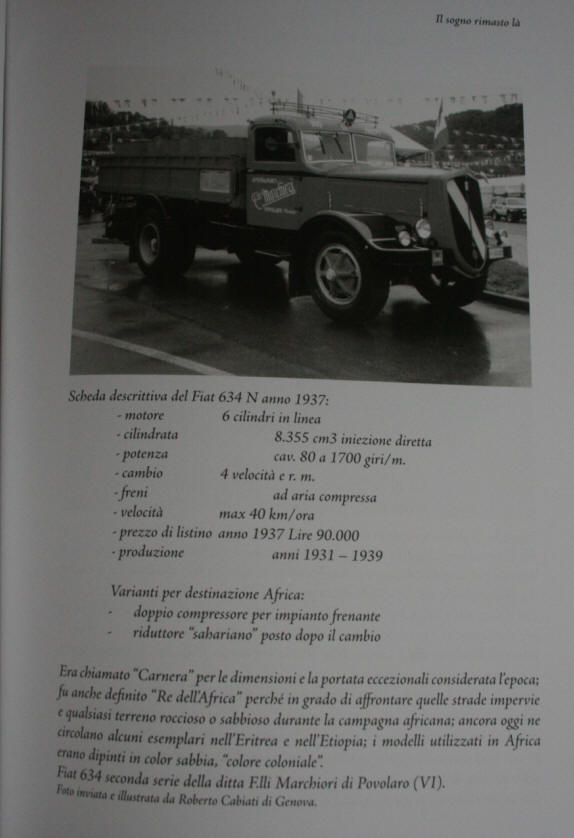 Il sogno rimasto là
Scheda descrittiva del Fiat 634 N anno 1937:
- motore 6 cilindri in linea
- cilindrata 8.355 cm3 iniezione diretta
- potenza cav. 80 a 1700 giri/m.
- cambio 4 velocità e r. m.
- freni ad aria compressa
- velocità max 40 km/ora
- prezzo di listino anno 1937 Lire 90.000
- produzione anni 1931 – 1939
Varianti per destinazione Africa:
- doppio compressore per impianto frenante
- riduttore "sahariano" posto dopo il cambio
Era chiamato "Carnera" per le dimensioni e la portata eccezionali considerata l'epoca;
fu anche definito "Re dell'Africa" perché in grado di affrontare quelle strade impervie
e qualsiasi terreno roccioso o sabbioso durante la campagna africana; ancora oggi ne
circolano alcuni esemplari nell'Eritrea e nell'Etiopia; i modelli utilizzati in Africa
erano dipinti in color sabbia, "colore coloniale".
Fiat 634 seconda serie della ditta F.lli Marchiori di Povolaro (VI).
Foto inviata e illustrata da Roberto Cabiati di Genova.